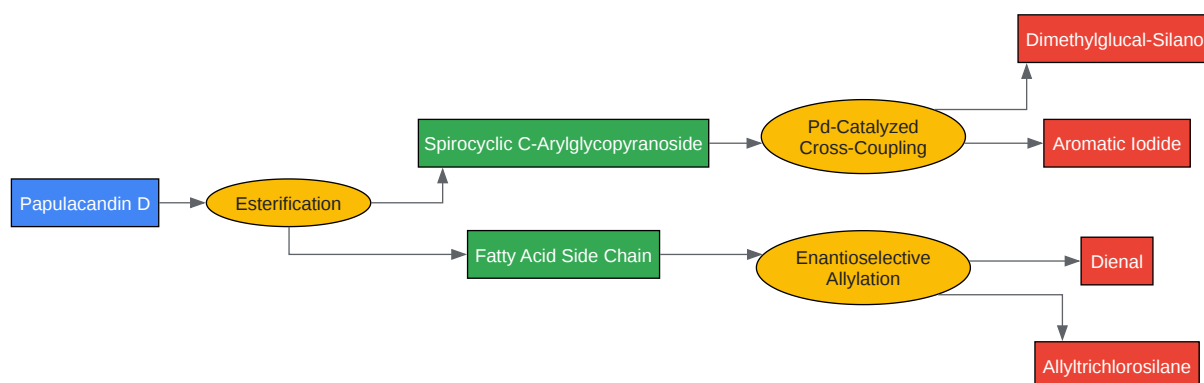 Dimethylglucal-Silano
Spirocyclic C-Arylglycopyranoside
Pd-Catalyzed
Cross-Coupling
Aromatic Iodide
Papulacandin D
Esterification
Fatty Acid Side Chain
Enantioselective
Allylation
Dienal
Allyltrichlorosilane